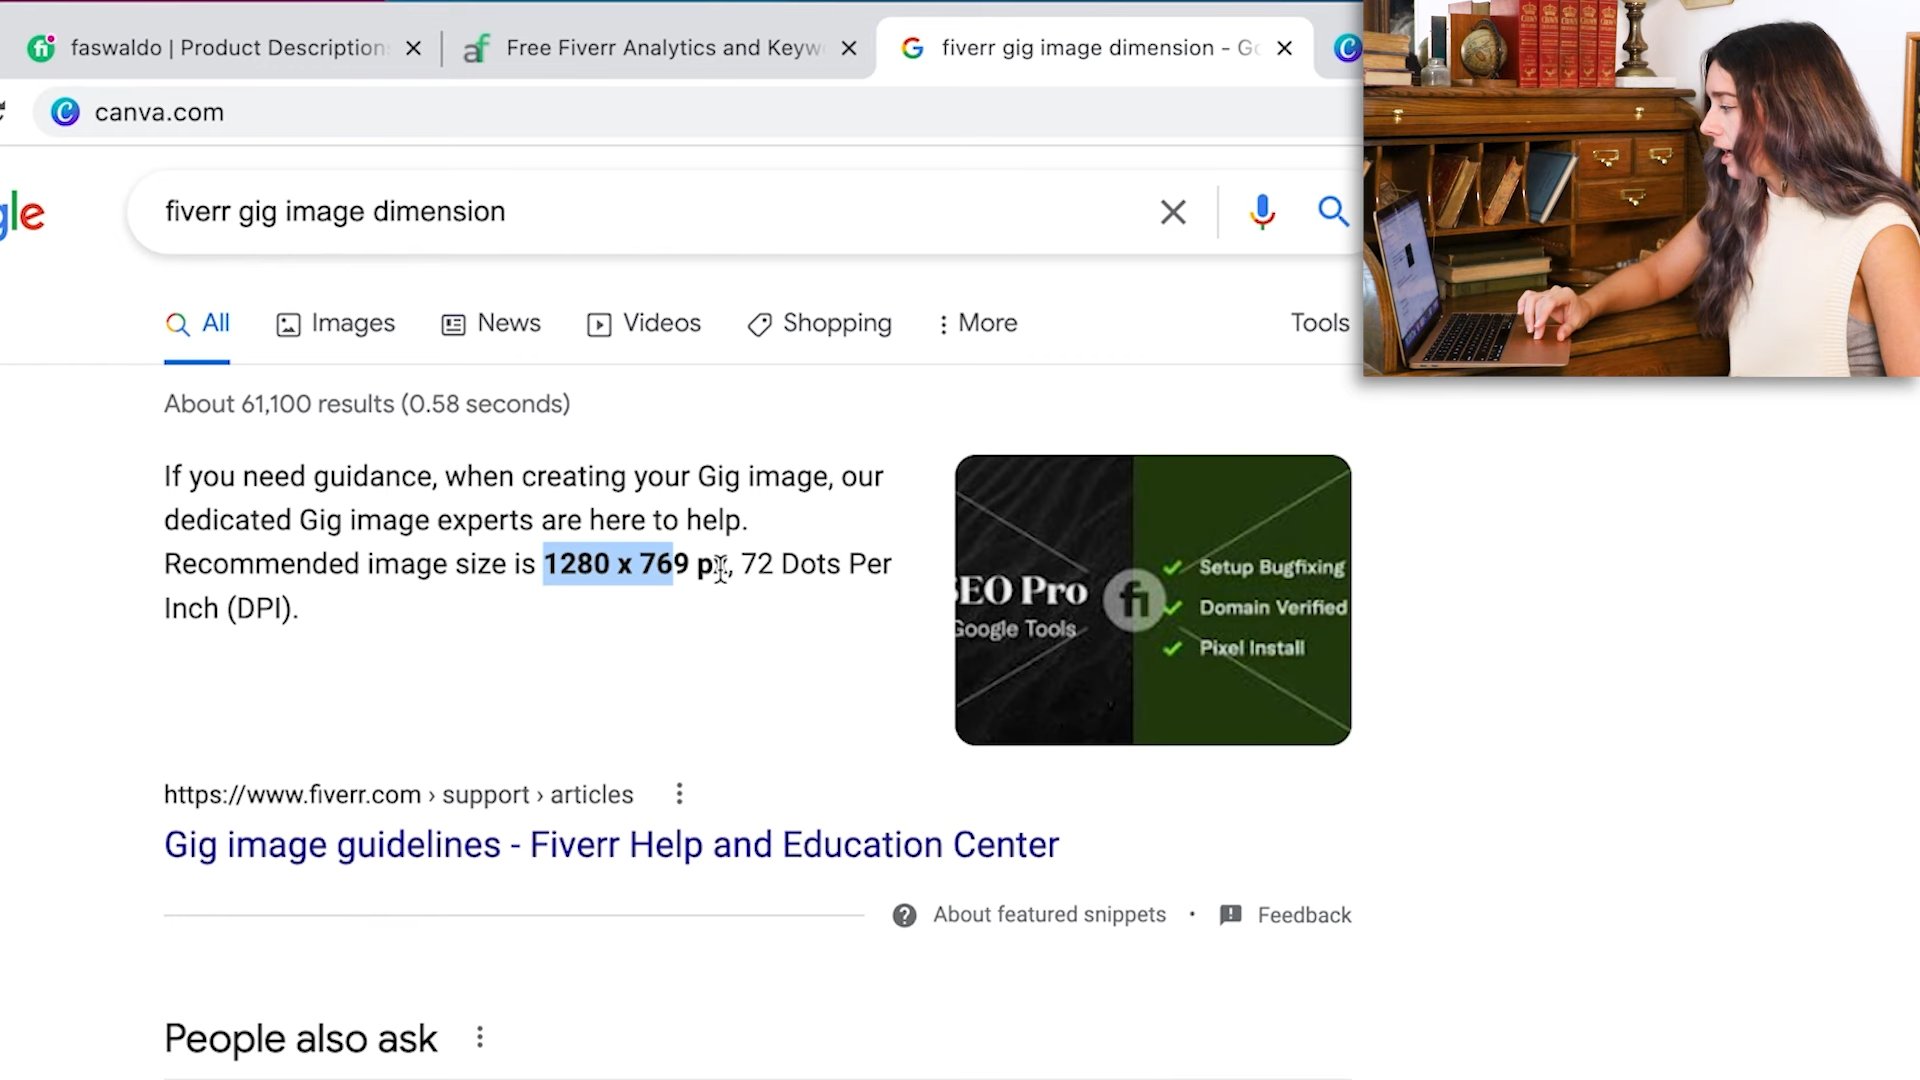 faswaldo | Product Description
Free Fiverr Analytics and Keyw
fiverr gig image dimension - Go
canva.com
gle
fiverr gig image dimension
All
Images
News
Videos
Shopping
More
Tools
About 61,100 results (0.58 seconds)
If you need guidance, when creating your Gig image, our
dedicated Gig image experts are here to help.
Recommended image size is 1280 x 769 px, 72 Dots Per
Inch (DPI).
SEO Pro
Google Tools
fi
Setup Bugfixing
Domain Verified
Pixel Install
https://www.fiverr.com › support › articles
Gig image guidelines - Fiverr Help and Education Center
About featured snippets
•
Feedback
People also ask